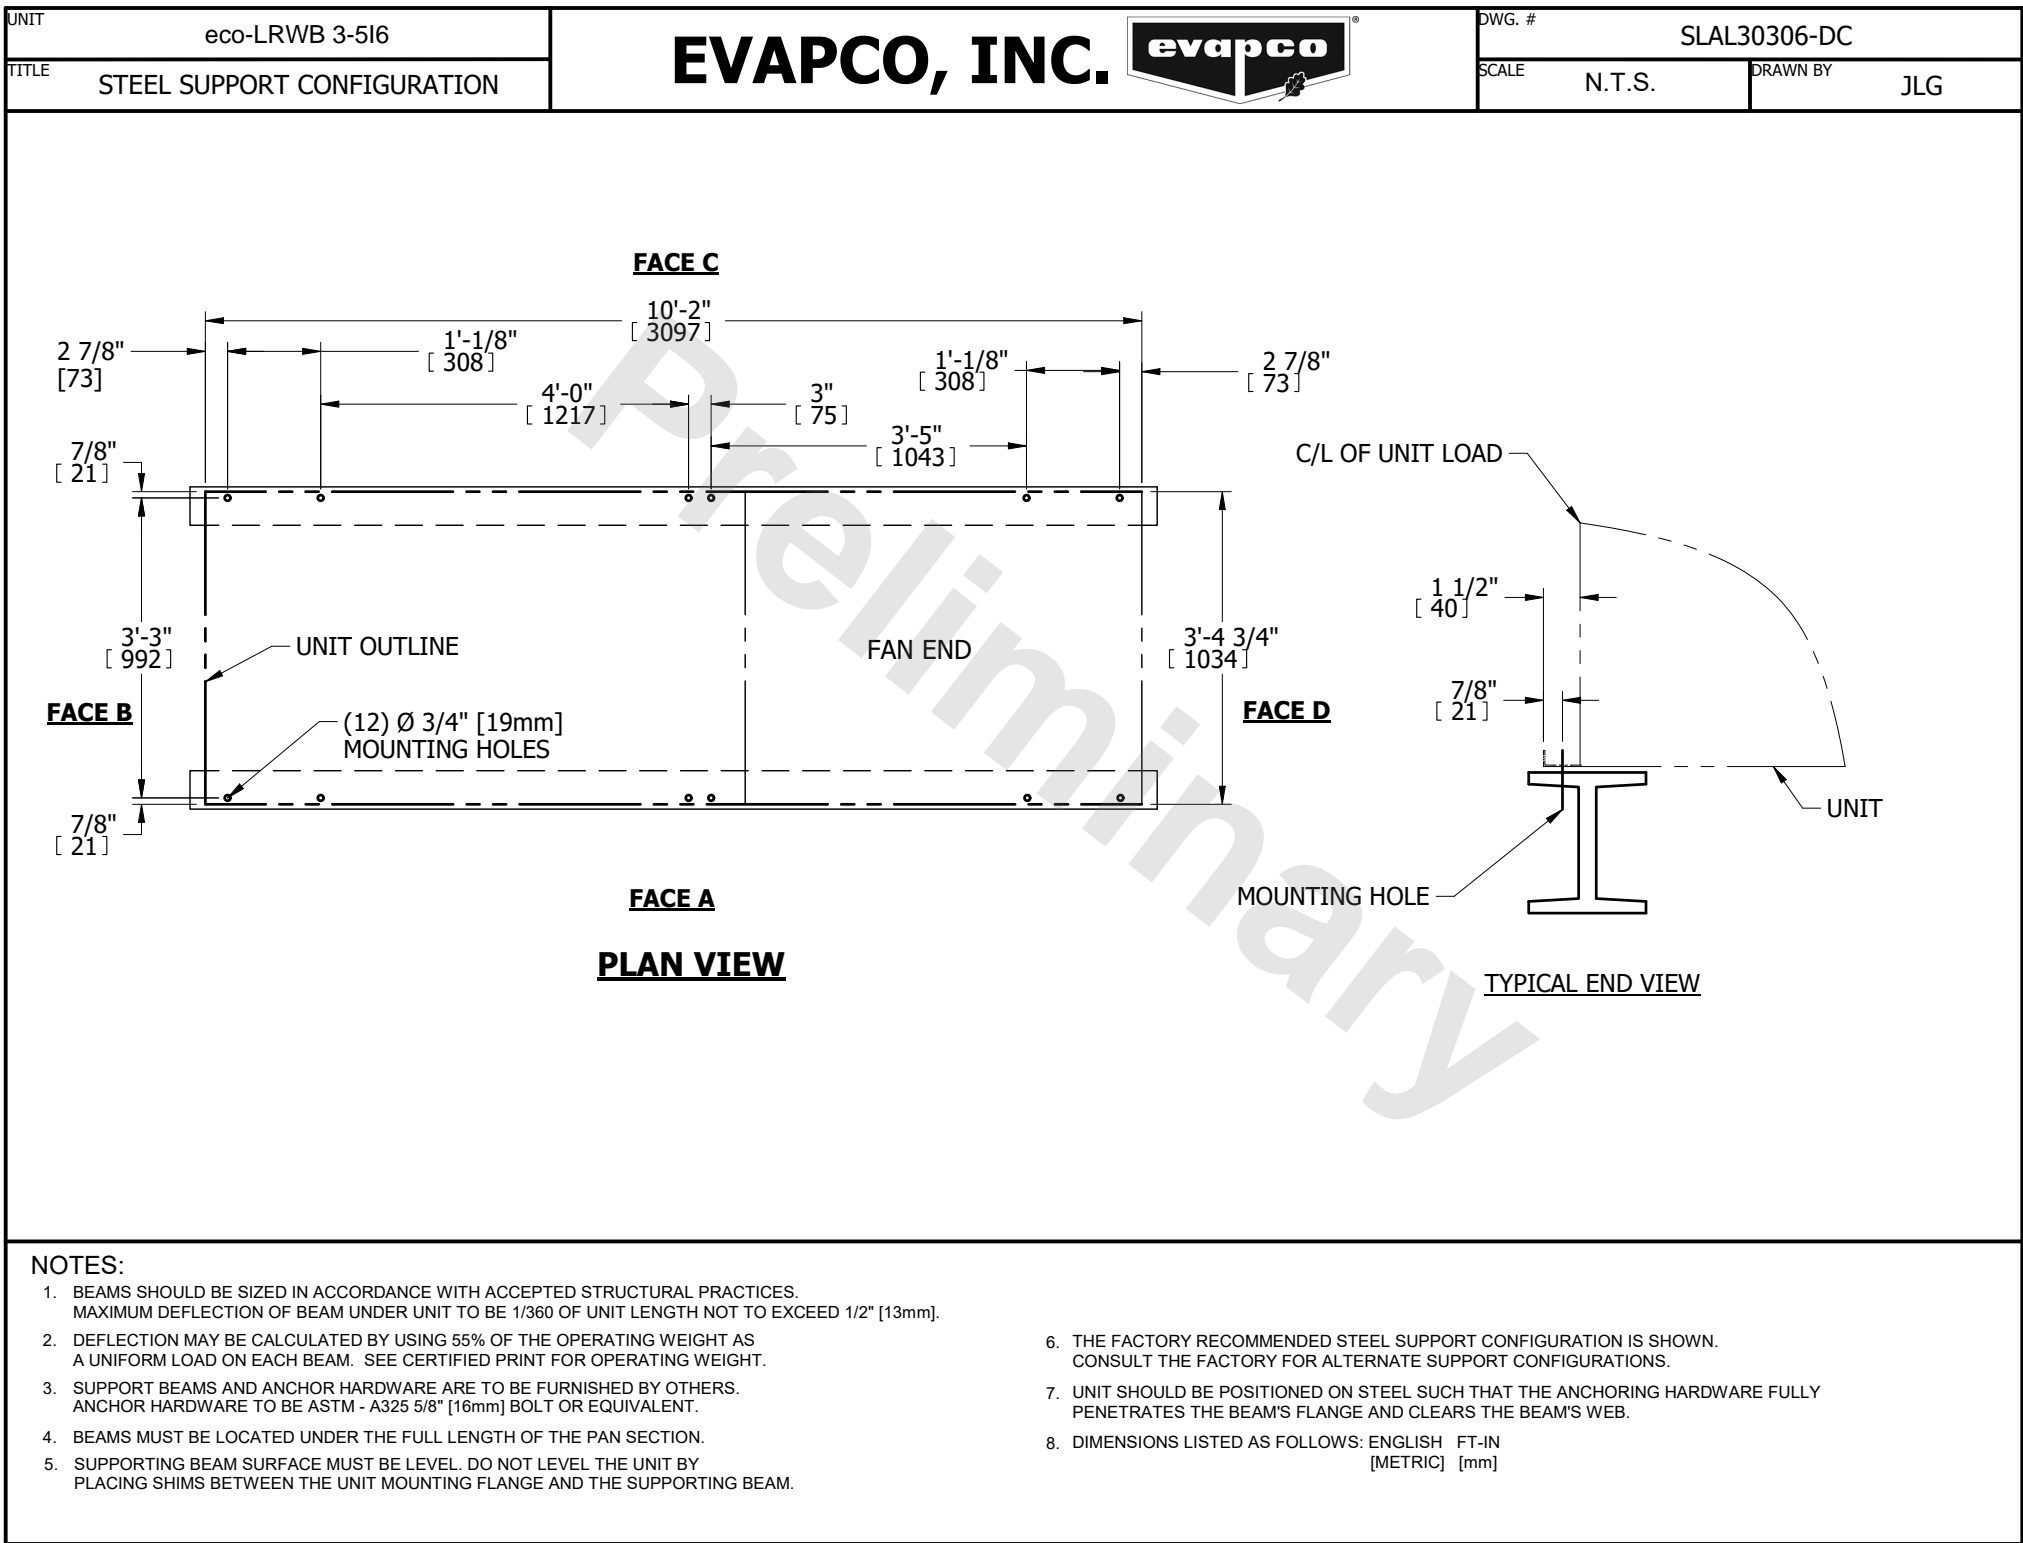 UNIT
eco-LRWB 3-5I6
TITLE
STEEL SUPPORT CONFIGURATION
EVAPCO, INC.
evapco
®
DWG. #
SLAL30306-DC
SCALE
N.T.S.
DRAWN BY
JLG
FACE C
10'-2"
[ 3097]
2 7/8"
[73]
1'-1/8"
[ 308]
1'-1/8"
[ 308]
2 7/8"
[ 73]
4'-0"
[ 1217]
3"
[ 75]
3'-5"
[ 1043]
7/8"
[ 21]
C/L OF UNIT LOAD
1 1/2"
[ 40]
3'-3"
[ 992]
UNIT OUTLINE
FAN END
3'-4 3/4"
[ 1034]
7/8"
[ 21]
FACE B
(12) Ø 3/4" [19mm]
MOUNTING HOLES
FACE D
7/8"
[ 21]
UNIT
MOUNTING HOLE
FACE A
PLAN VIEW
TYPICAL END VIEW
Preliminary
NOTES:
1. BEAMS SHOULD BE SIZED IN ACCORDANCE WITH ACCEPTED STRUCTURAL PRACTICES.
MAXIMUM DEFLECTION OF BEAM UNDER UNIT TO BE 1/360 OF UNIT LENGTH NOT TO EXCEED 1/2" [13mm].
2. DEFLECTION MAY BE CALCULATED BY USING 55% OF THE OPERATING WEIGHT AS
A UNIFORM LOAD ON EACH BEAM. SEE CERTIFIED PRINT FOR OPERATING WEIGHT.
3. SUPPORT BEAMS AND ANCHOR HARDWARE ARE TO BE FURNISHED BY OTHERS.
ANCHOR HARDWARE TO BE ASTM - A325 5/8" [16mm] BOLT OR EQUIVALENT.
4. BEAMS MUST BE LOCATED UNDER THE FULL LENGTH OF THE PAN SECTION.
5. SUPPORTING BEAM SURFACE MUST BE LEVEL. DO NOT LEVEL THE UNIT BY
PLACING SHIMS BETWEEN THE UNIT MOUNTING FLANGE AND THE SUPPORTING BEAM.
6. THE FACTORY RECOMMENDED STEEL SUPPORT CONFIGURATION IS SHOWN.
CONSULT THE FACTORY FOR ALTERNATE SUPPORT CONFIGURATIONS.
7. UNIT SHOULD BE POSITIONED ON STEEL SUCH THAT THE ANCHORING HARDWARE FULLY
PENETRATES THE BEAM'S FLANGE AND CLEARS THE BEAM'S WEB.
8. DIMENSIONS LISTED AS FOLLOWS: ENGLISH FT-IN
[METRIC] [mm]